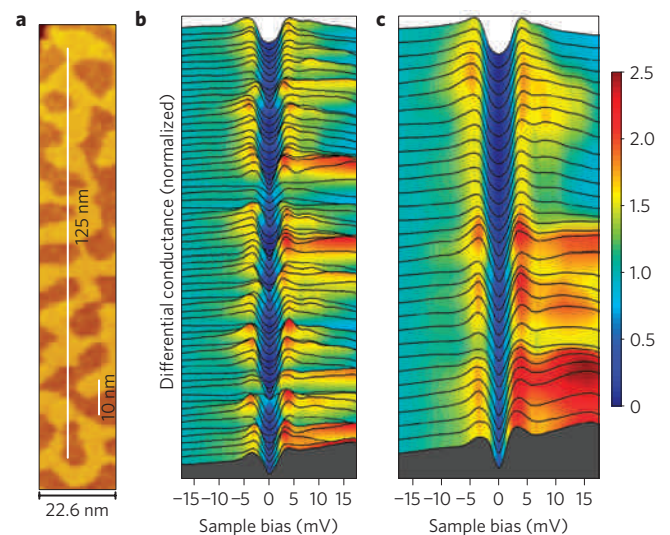 a
125 nm
10 nm
22.6 nm
b
Differential conductance (normalized)
−15 −10 −5 0 5 10 15
Sample bias (mV)
c
−15 −10 −5 0 5 10 15
Sample bias (mV)
2.5
2.0
1.5
1.0
0.5
0